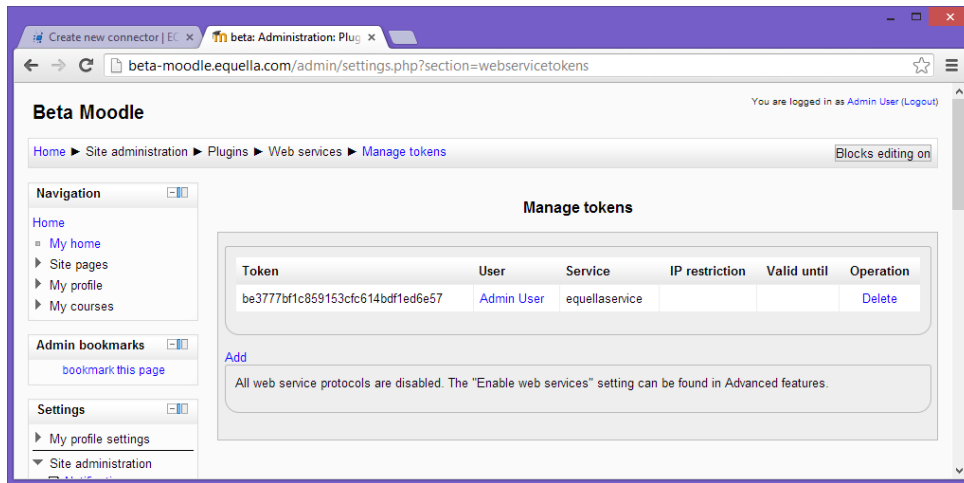 Create new connector | EC
beta: Administration: Plug
beta-moodle.equella.com/admin/settings.php?section=webservicetokens
Beta Moodle
You are logged in as Admin User (Logout)
Home ► Site administration ► Plugins ► Web services ► Manage tokens
Blocks editing on
Navigation
Home
My home
Site pages
My profile
My courses
Admin bookmarks
bookmark this page
Settings
My profile settings
Site administration
Manage tokens
Token User Service IP restriction Valid until Operation
be3777bf1c859153cfc614bdf1ed6e57 Admin User equellaservice Delete
Add
All web service protocols are disabled. The "Enable web services" setting can be found in Advanced features.